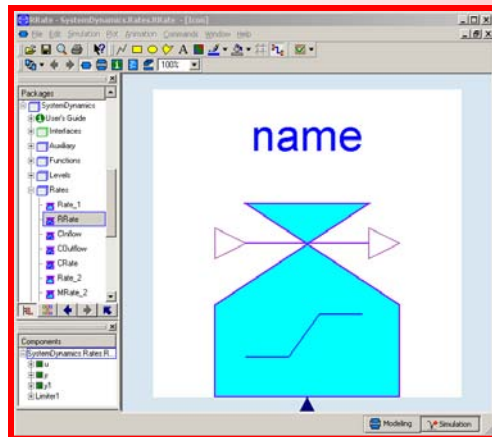 RRate - SystemDynamics.Rates.RRate - [Icon]
File Edit Simulation Plot Animation Commands Window Help
100%
Packages
SystemDynamics
User's Guide
Interfaces
Auxiliary
Functions
Levels
Rates
Rate_1
RRate
CInflow
COutflow
CRate
Rate_2
MRate_2
Components
SystemDynamics.Rates.R...
u
y
y1
Limiter1
name
Modeling
Simulation